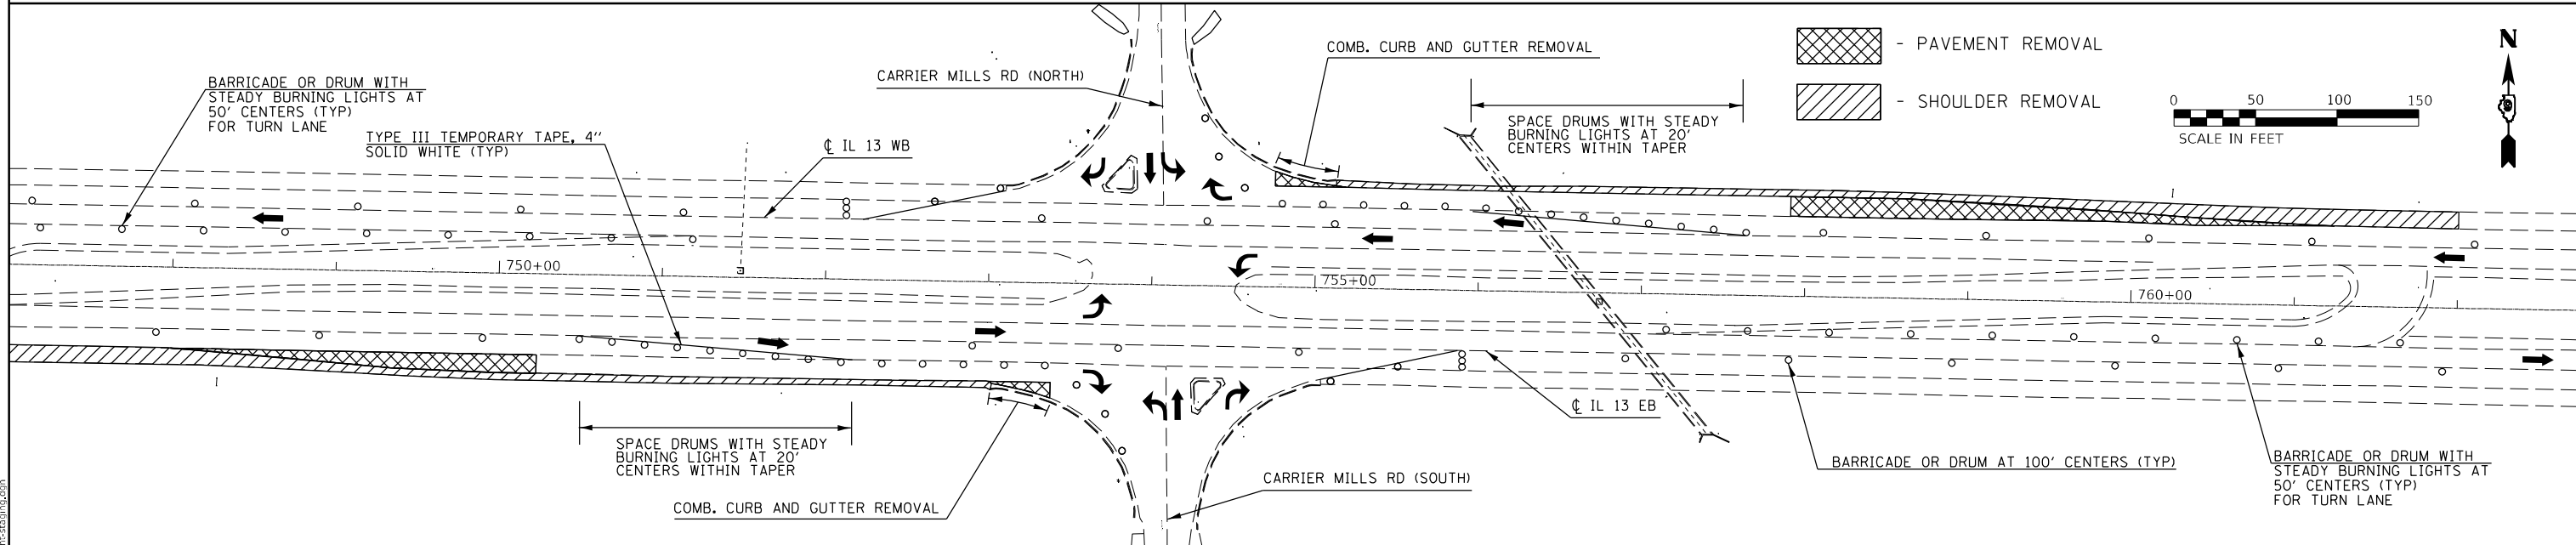 BARRICADE OR DRUM WITH
STEADY BURNING LIGHTS AT
50' CENTERS (TYP)
FOR TURN LANE
TYPE III TEMPORARY TAPE, 4"
SOLID WHITE (TYP)
℄ IL 13 WB
CARRIER MILLS RD (NORTH)
COMB. CURB AND GUTTER REMOVAL
SPACE DRUMS WITH STEADY
BURNING LIGHTS AT 20'
CENTERS WITHIN TAPER
- PAVEMENT REMOVAL
- SHOULDER REMOVAL
0 50 100 150
SCALE IN FEET
N
750+00
755+00
760+00
SPACE DRUMS WITH STEADY
BURNING LIGHTS AT 20'
CENTERS WITHIN TAPER
COMB. CURB AND GUTTER REMOVAL
CARRIER MILLS RD (SOUTH)
℄ IL 13 EB
BARRICADE OR DRUM AT 100' CENTERS (TYP)
BARRICADE OR DRUM WITH
STEADY BURNING LIGHTS AT
50' CENTERS (TYP)
FOR TURN LANE
nt-staging.dgn